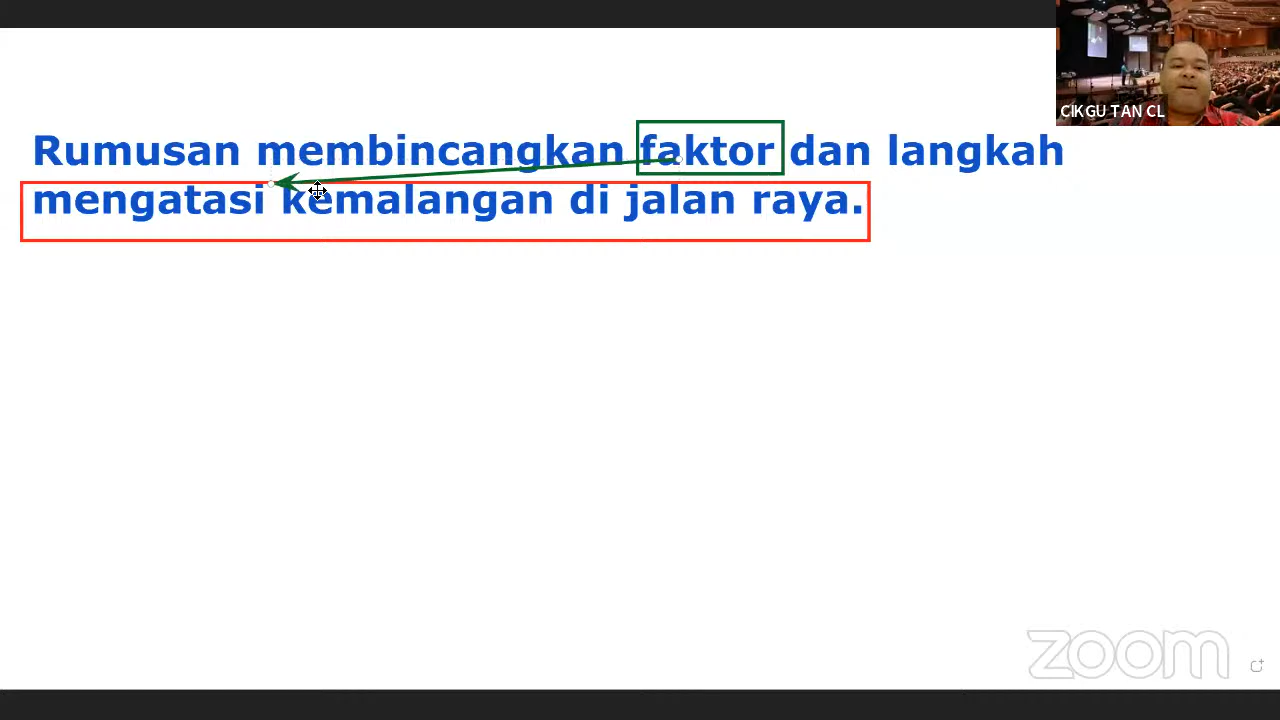 CIKGU TAN CL
Rumusan membincangkan faktor dan langkah
mengatasi kemalangan di jalan raya.
zoom